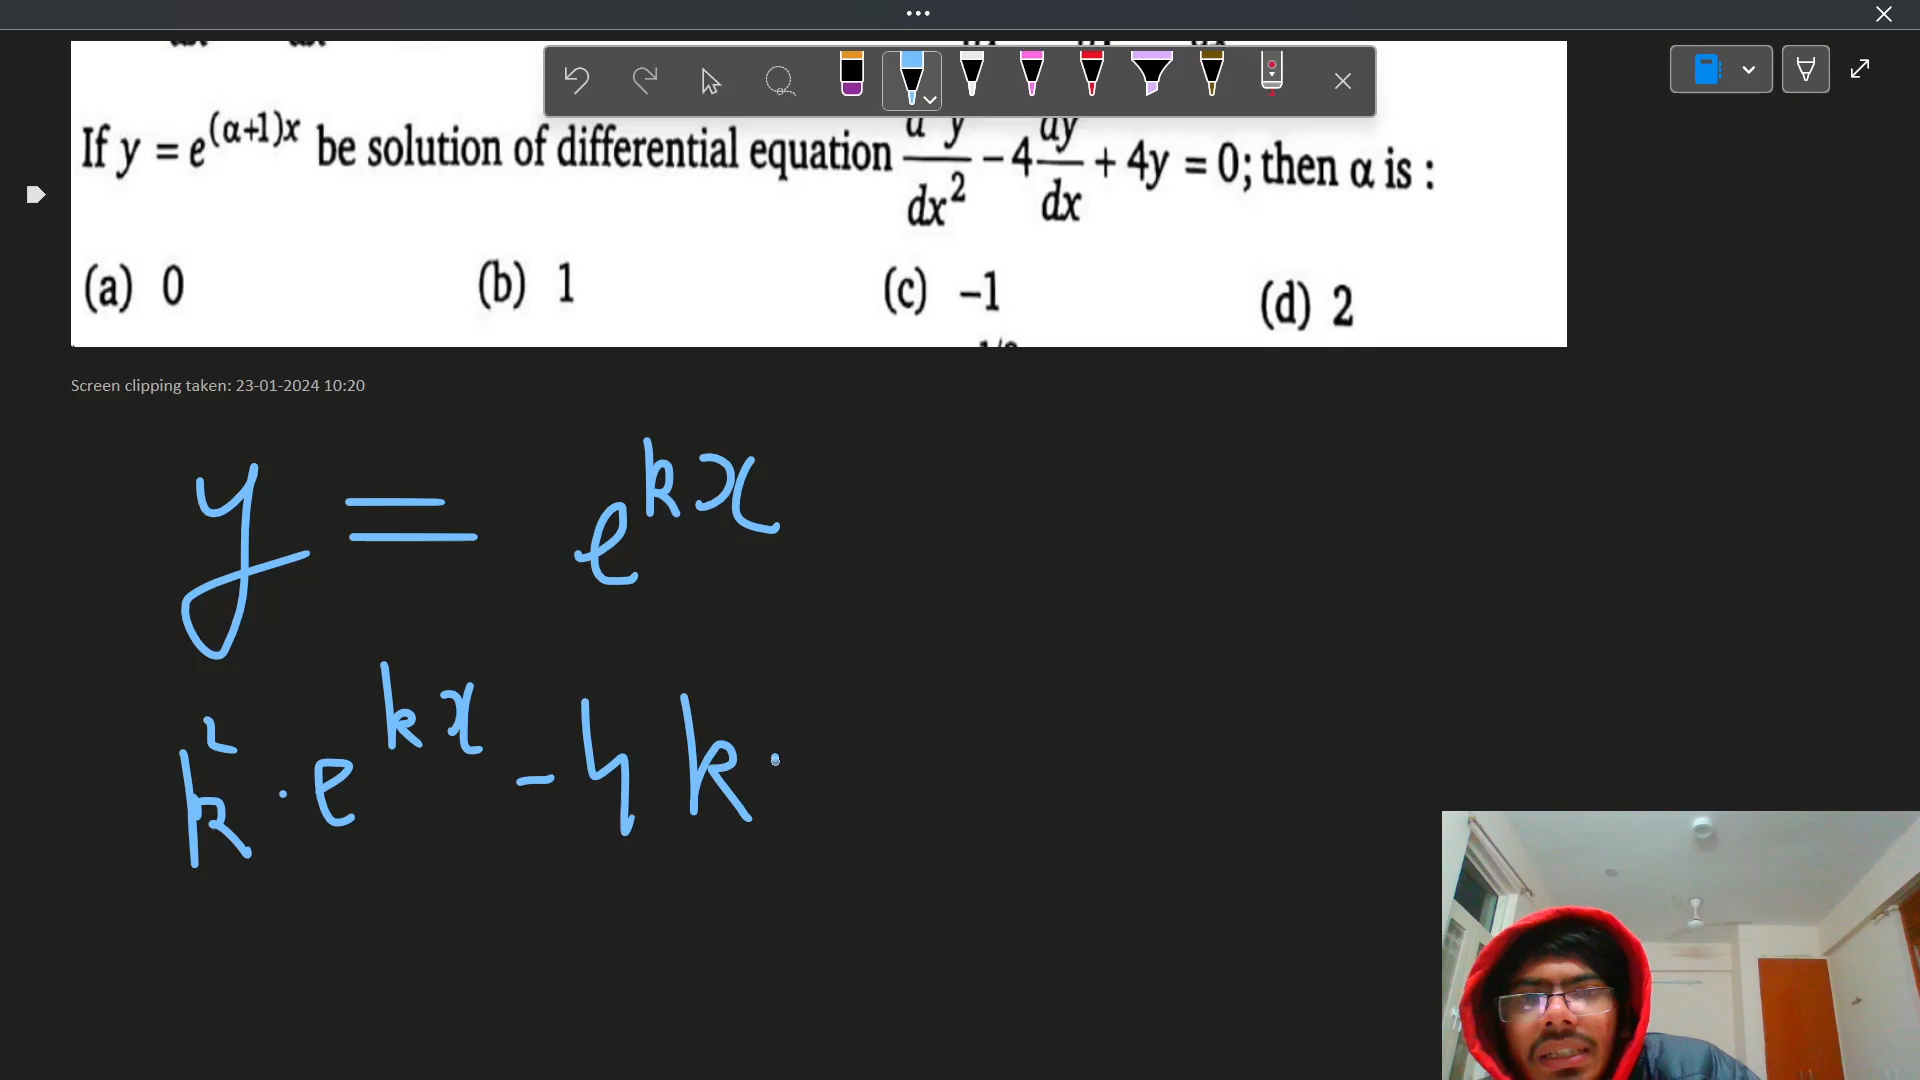 If y = e^(α+1)x be solution of differential equation d²y/dx² − 4 dy/dx + 4y = 0; then α is :
(a) 0 (b) 1 (c) −1 (d) 2
Screen clipping taken: 23-01-2024 10:20
y = e^kx
k² · e^kx − 4 k ·